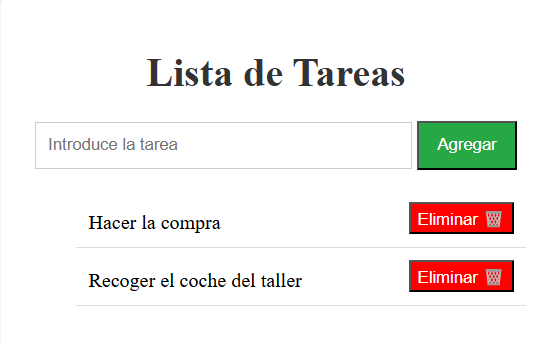 Lista de Tareas
Introduce la tarea Agregar
Hacer la compra Eliminar 🗑️
Recoger el coche del taller Eliminar 🗑️